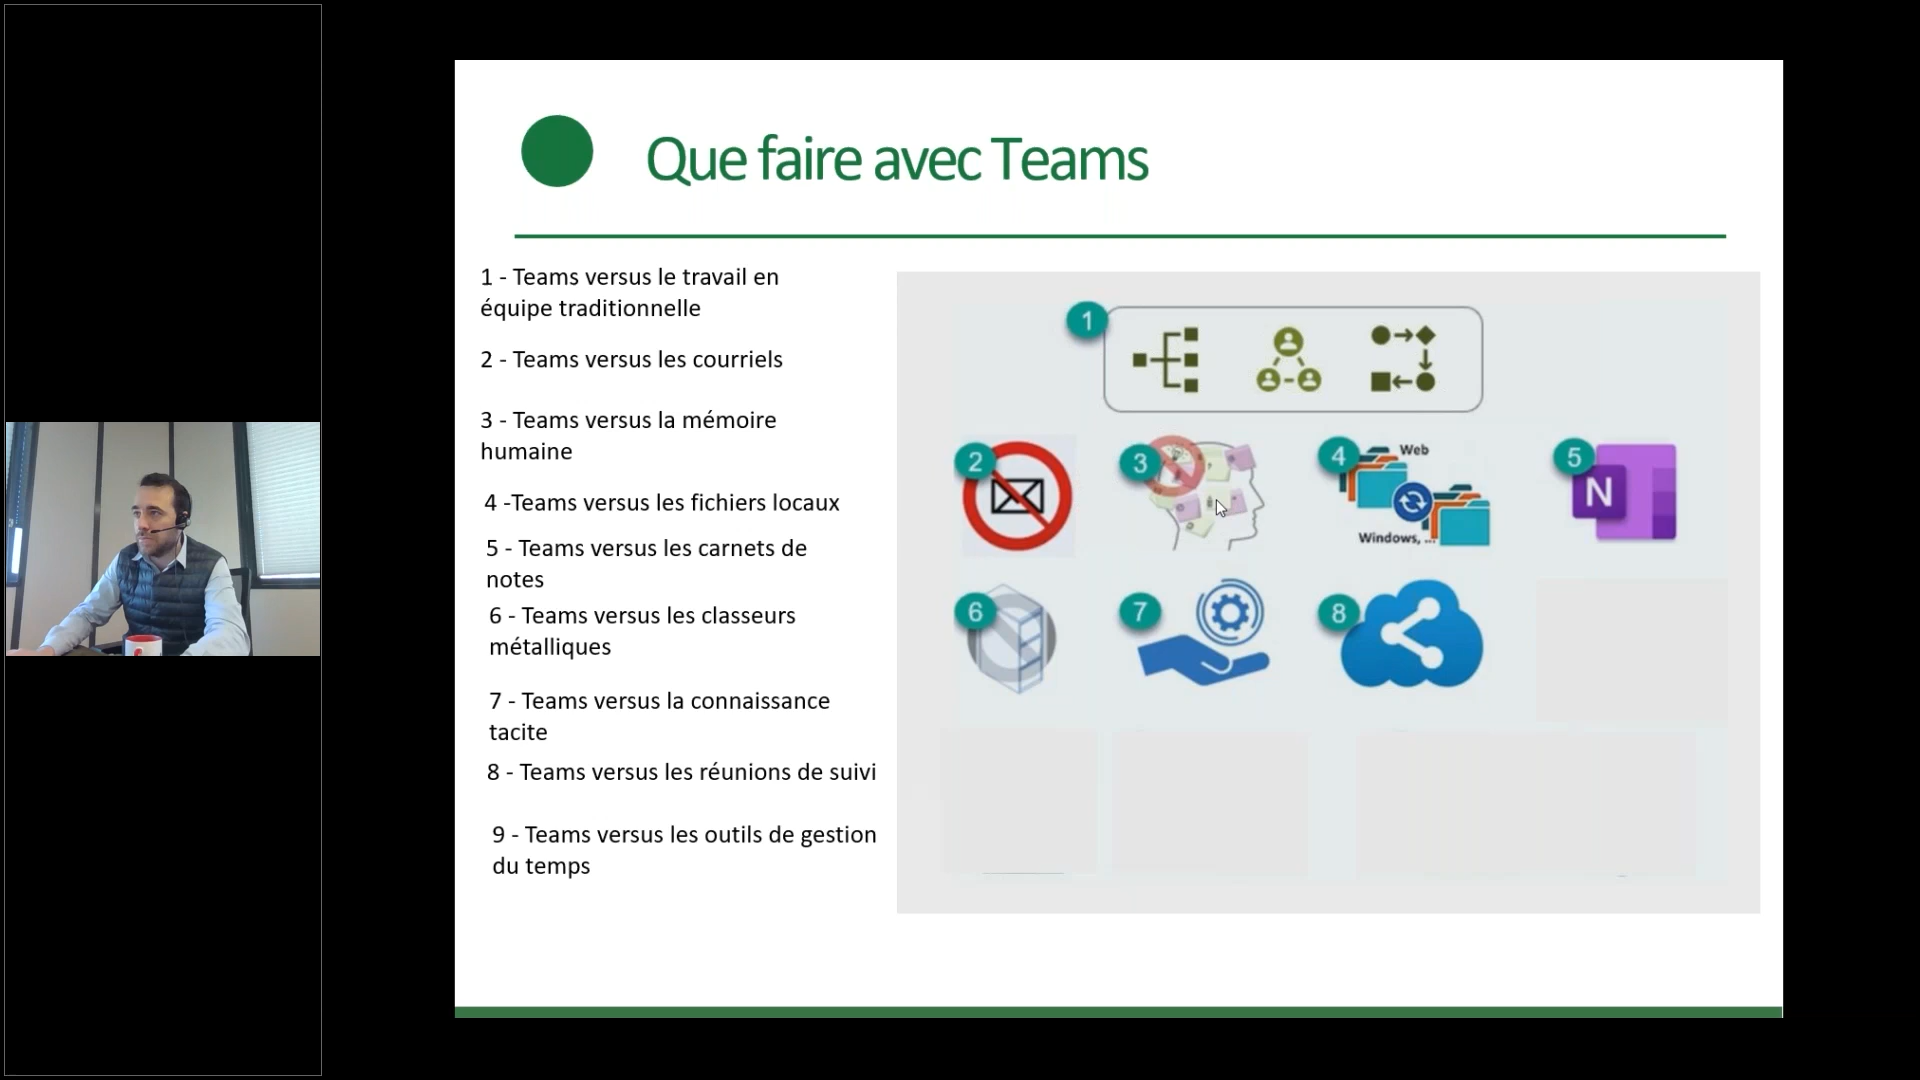 Que faire avec Teams
1 - Teams versus le travail en
équipe traditionnelle
2 - Teams versus les courriels
3 - Teams versus la mémoire
humaine
4 -Teams versus les fichiers locaux
5 - Teams versus les carnets de
notes
6 - Teams versus les classeurs
métalliques
7 - Teams versus la connaissance
tacite
8 - Teams versus les réunions de suivi
9 - Teams versus les outils de gestion
du temps
1
2
3
4
Web
Windows, ...
5
N
6
7
8